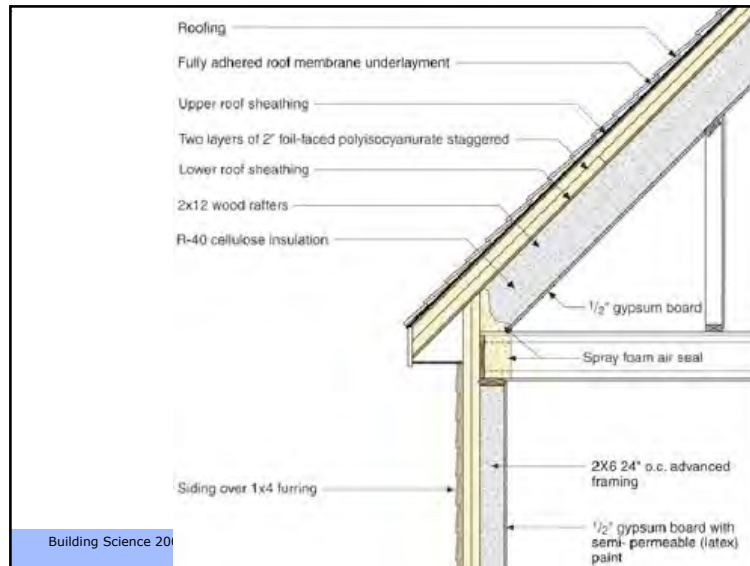 Roofing
Fully adhered roof membrane underlayment
Upper roof sheathing
Two layers of 2" foil-faced polyisocyanurate staggered
Lower roof sheathing
2x12 wood rafters
R-40 cellulose insulation
1/2" gypsum board
Spray foam air seal
2X6 24" o.c. advanced
framing
Siding over 1x4 furring
1/2" gypsum board with
semi- permeable (latex)
paint
Building Science